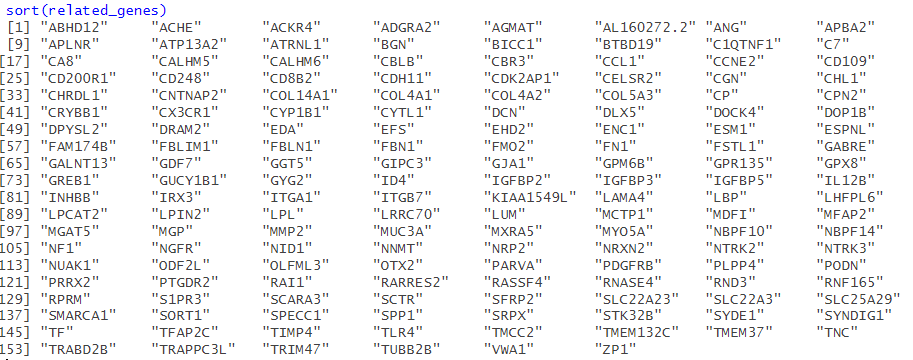 sort(related_genes)
[1] "ABHD12" "ACHE" "ACKR4" "ADGRA2" "AGMAT" "AL160272.2" "ANG" "APBA2"
[9] "APLNR" "ATP13A2" "ATRNL1" "BGN" "BICC1" "BTBD19" "C1QTNF1" "C7"
[17] "CA8" "CALHM5" "CALHM6" "CBLB" "CBR3" "CCL1" "CCNE2" "CD109"
[25] "CD200R1" "CD248" "CD8B2" "CDH11" "CDK2AP1" "CELSR2" "CGN" "CHL1"
[33] "CHRDL1" "CNTNAP2" "COL14A1" "COL4A1" "COL4A2" "COL5A3" "CP" "CPN2"
[41] "CRYBB1" "CX3CR1" "CYP1B1" "CYTL1" "DCN" "DLX5" "DOCK4" "DOP1B"
[49] "DPYSL2" "DRAM2" "EDA" "EFS" "EHD2" "ENC1" "ESM1" "ESPNL"
[57] "FAM174B" "FBLIM1" "FBLN1" "FBN1" "FMO2" "FN1" "FSTL1" "GABRE"
[65] "GALNT13" "GDF7" "GGT5" "GIPC3" "GJA1" "GPM6B" "GPR135" "GPX8"
[73] "GREB1" "GUCY1B1" "GYG2" "ID4" "IGFBP2" "IGFBP3" "IGFBP5" "IL12B"
[81] "INHBB" "IRX3" "ITGA1" "ITGB7" "KIAA1549L" "LAMA4" "LBP" "LHFPL6"
[89] "LPCAT2" "LPIN2" "LPL" "LRRC70" "LUM" "MCTP1" "MDFI" "MFAP2"
[97] "MGAT5" "MGP" "MMP2" "MUC3A" "MXRA5" "MYO5A" "NBPF10" "NBPF14"
105] "NF1" "NGFR" "NID1" "NNMT" "NRP2" "NRXN2" "NTRK2" "NTRK3"
113] "NUAK1" "ODF2L" "OLFML3" "OTX2" "PARVA" "PDGFRB" "PLPP4" "PODN"
121] "PRRX2" "PTGDR2" "RAI1" "RARRES2" "RASSF4" "RNASE4" "RND3" "RNF165"
129] "RPRM" "S1PR3" "SCARA3" "SCTR" "SFRP2" "SLC22A23" "SLC22A3" "SLC25A29"
137] "SMARCA1" "SORT1" "SPECC1" "SPP1" "SRPX" "STK32B" "SYDE1" "SYNDIG1"
145] "TF" "TFAP2C" "TIMP4" "TLR4" "TMCC2" "TMEM132C" "TMEM37" "TNC"
153] "TRABD2B" "TRAPPC3L" "TRIM47" "TUBB2B" "VWA1" "ZP1"